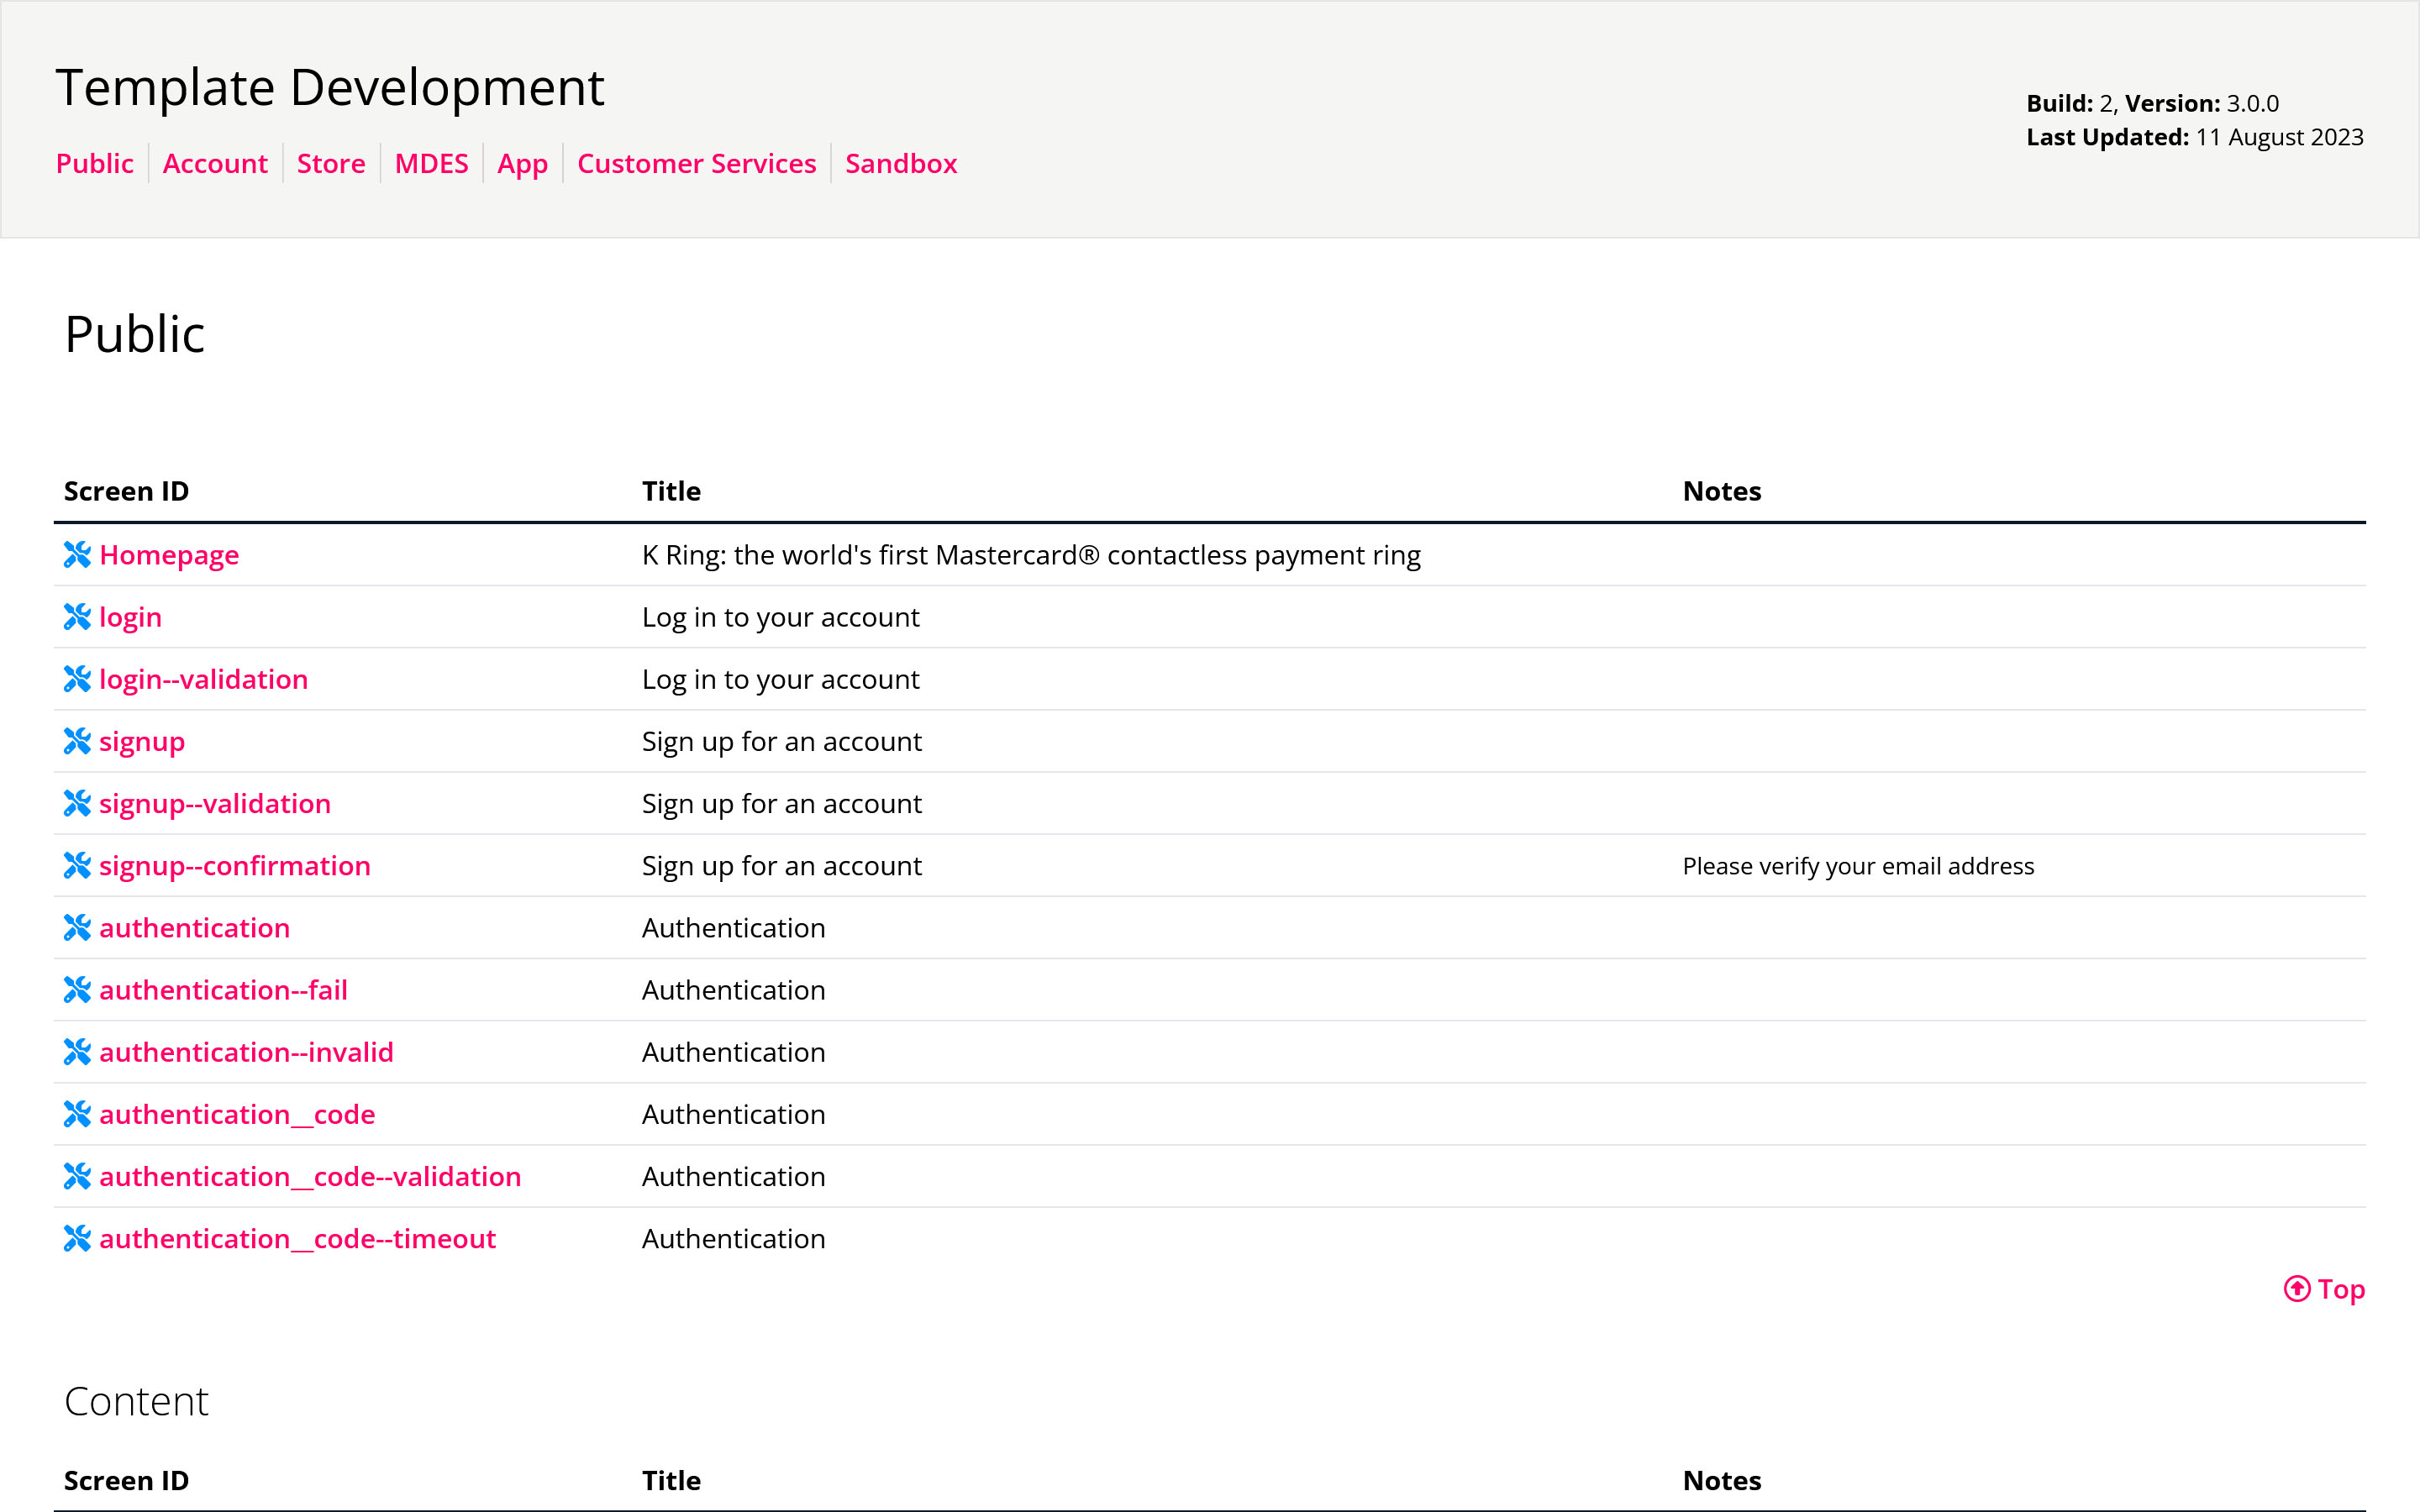 Template Development
Build: 2, Version: 3.0.0
Last Updated: 11 August 2023
Public Account Store MDES App Customer Services Sandbox
Public
Screen ID Title Notes
Homepage K Ring: the world's first Mastercard® contactless payment ring
login Log in to your account
login--validation Log in to your account
signup Sign up for an account
signup--validation Sign up for an account
signup--confirmation Sign up for an account Please verify your email address
authentication Authentication
authentication--fail Authentication
authentication--invalid Authentication
authentication__code Authentication
authentication__code--validation Authentication
authentication__code--timeout Authentication
Top
Content
Screen ID Title Notes